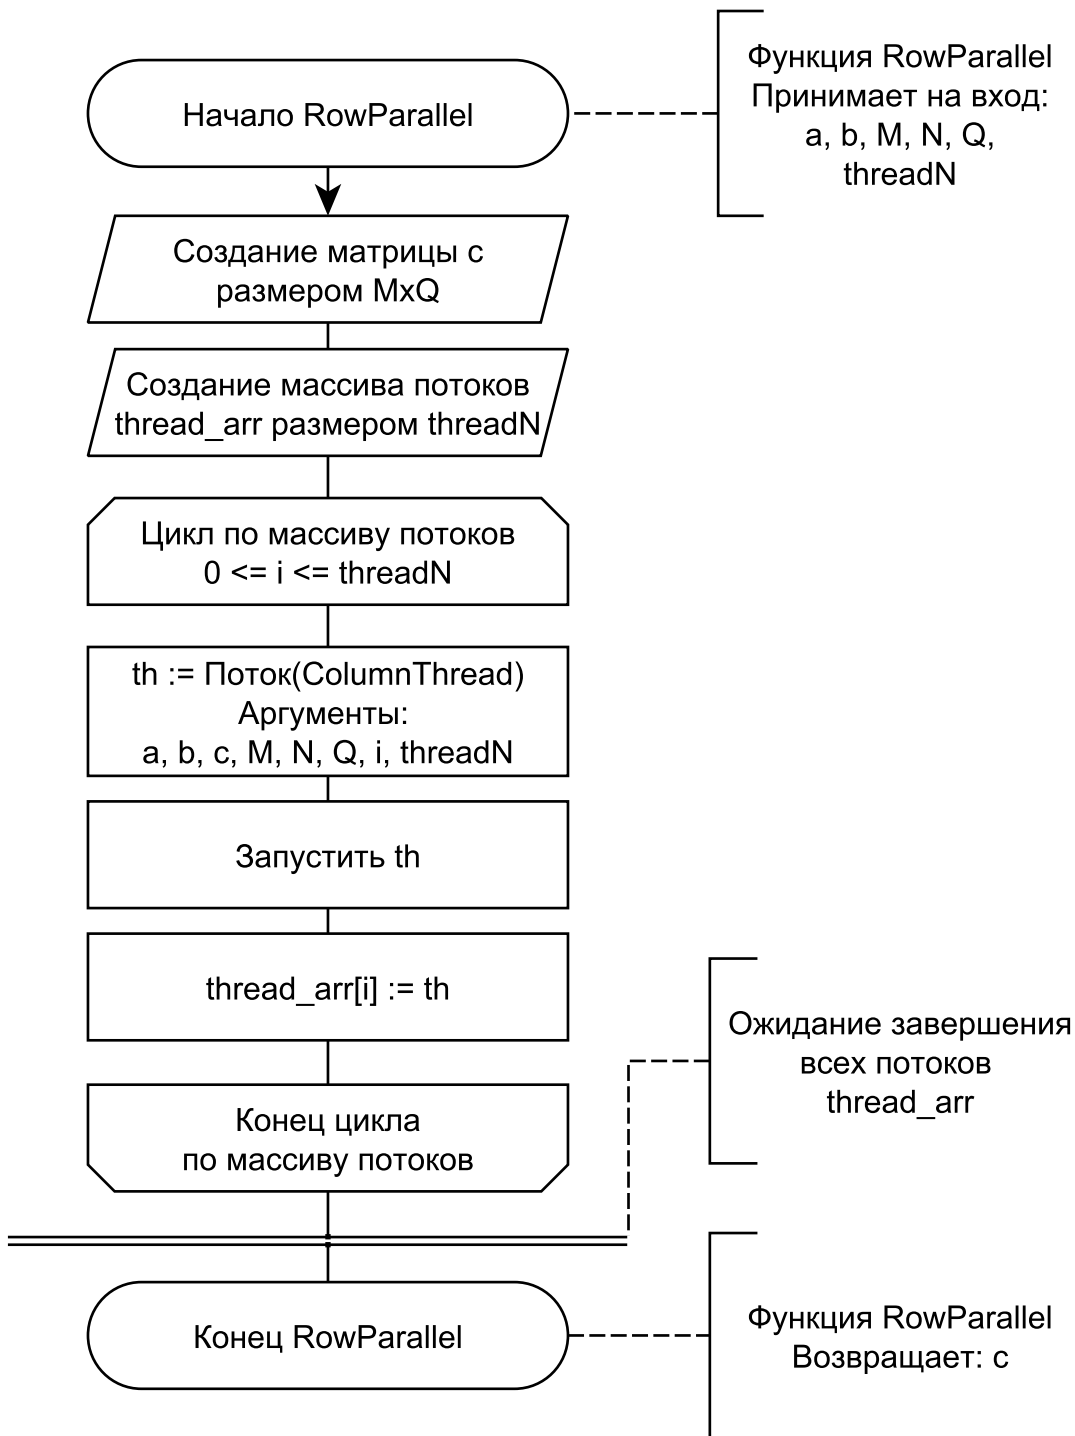 Начало RowParallel
Функция RowParallel
Принимает на вход:
a, b, M, N, Q,
threadN
Создание матрицы с
размером MxQ
Создание массива потоков
thread_arr размером threadN
Цикл по массиву потоков
0 <= i <= threadN
th := Поток(ColumnThread)
Аргументы:
a, b, c, M, N, Q, i, threadN
Запустить th
thread_arr[i] := th
Ожидание завершения
всех потоков
thread_arr
Конец цикла
по массиву потоков
Конец RowParallel
Функция RowParallel
Возвращает: с